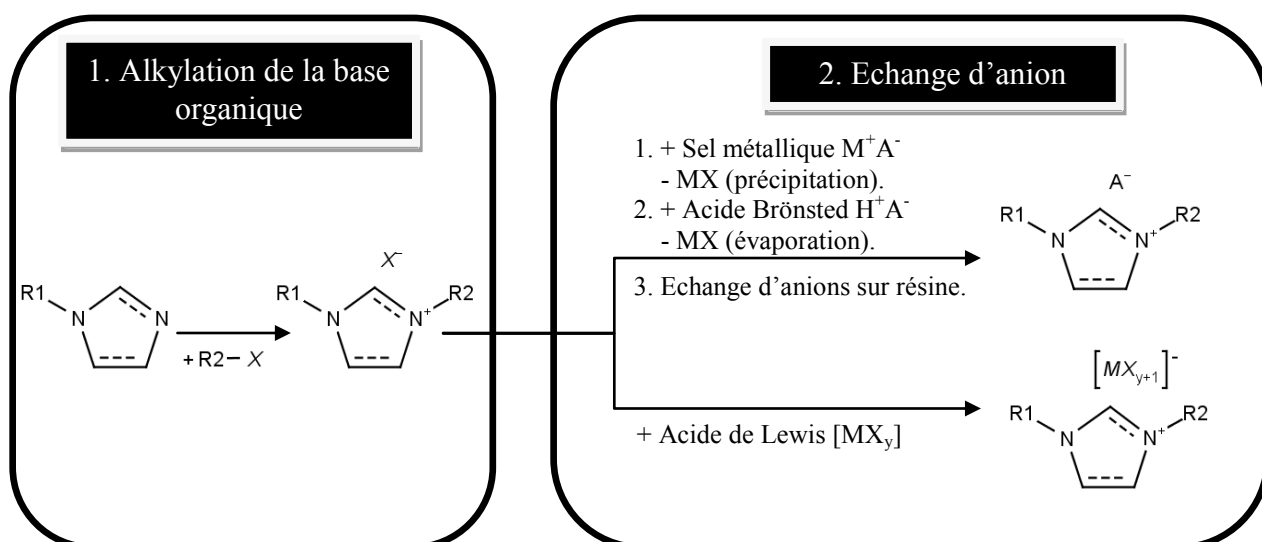 1. Alkylation de la base
organique
2. Echange d’anion
R1
N
N
+ R2– X
X⁻
R1
N
N⁺
R2
1. + Sel métallique M⁺A⁻
- MX (précipitation).
2. + Acide Brönsted H⁺A⁻
- MX (évaporation).
3. Echange d’anions sur résine.
A⁻
R1
N
N⁺
R2
+ Acide de Lewis [MXy]
[MXy+1]⁻
R1
N
N⁺
R2